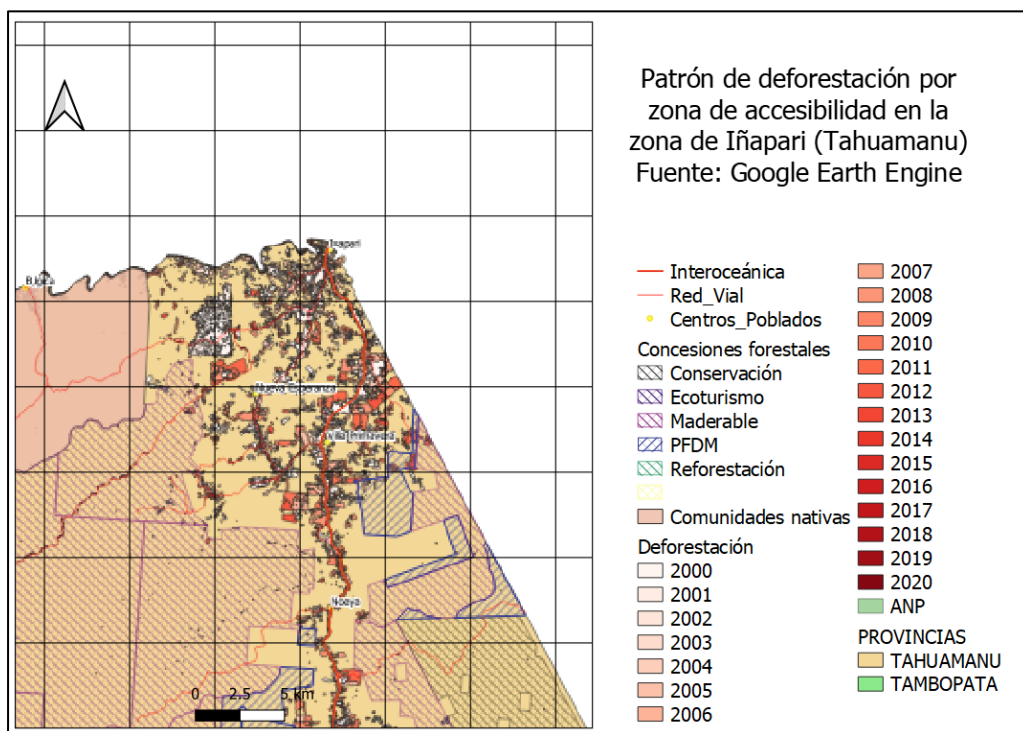 Patrón de deforestación por
zona de accesibilidad en la
zona de Iñapari (Tahuamanu)
Fuente: Google Earth Engine
Interoceánica
Red_Vial
Centros_Poblados
Concesiones forestales
Conservación
Ecoturismo
Maderable
PFDM
Reforestación
Comunidades nativas
Deforestación
2000
2001
2002
2003
2004
2005
2006
2007
2008
2009
2010
2011
2012
2013
2014
2015
2016
2017
2018
2019
2020
ANP
PROVINCIAS
TAHUAMANU
TAMBOPATA
Nueva Esperanza
Villa Primavera
Noaya
0 2.5 5 km